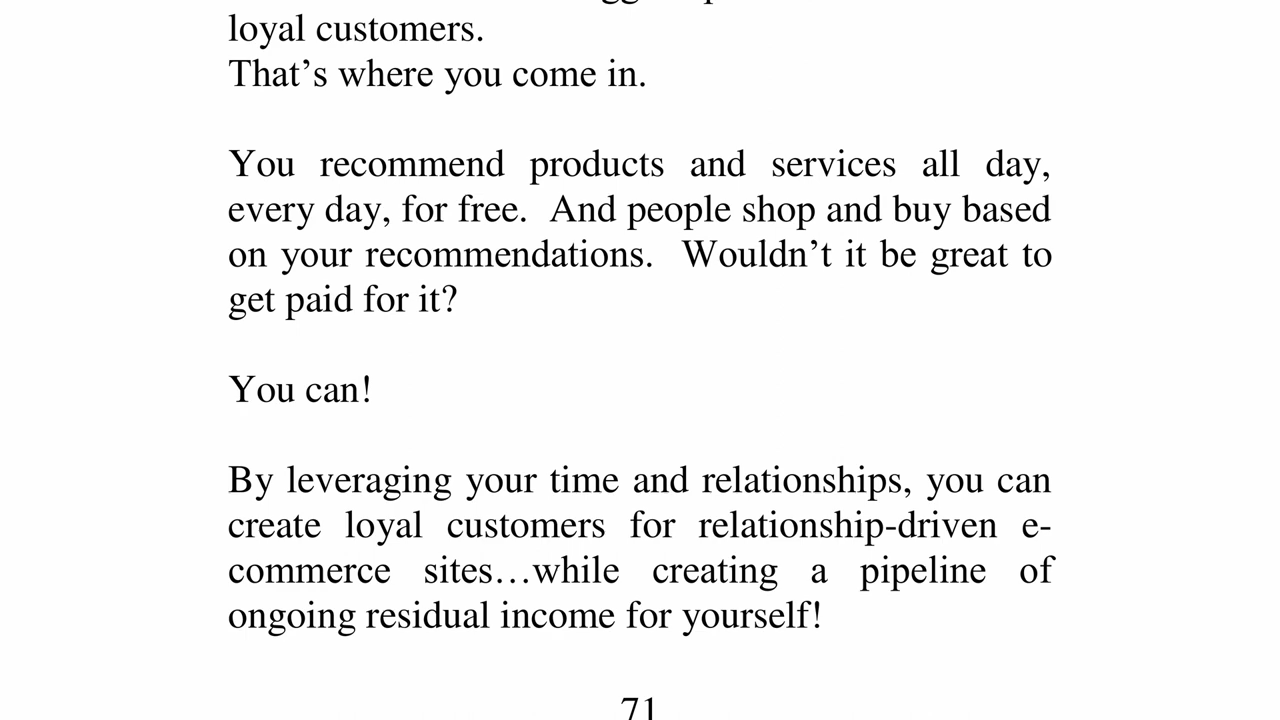 loyal customers.
That’s where you come in.
You recommend products and services all day,
every day, for free.  And people shop and buy based
on your recommendations.  Wouldn’t it be great to
get paid for it?
You can!
By leveraging your time and relationships, you can
create loyal customers for relationship-driven e-
commerce sites…while creating a pipeline of
ongoing residual income for yourself!
71